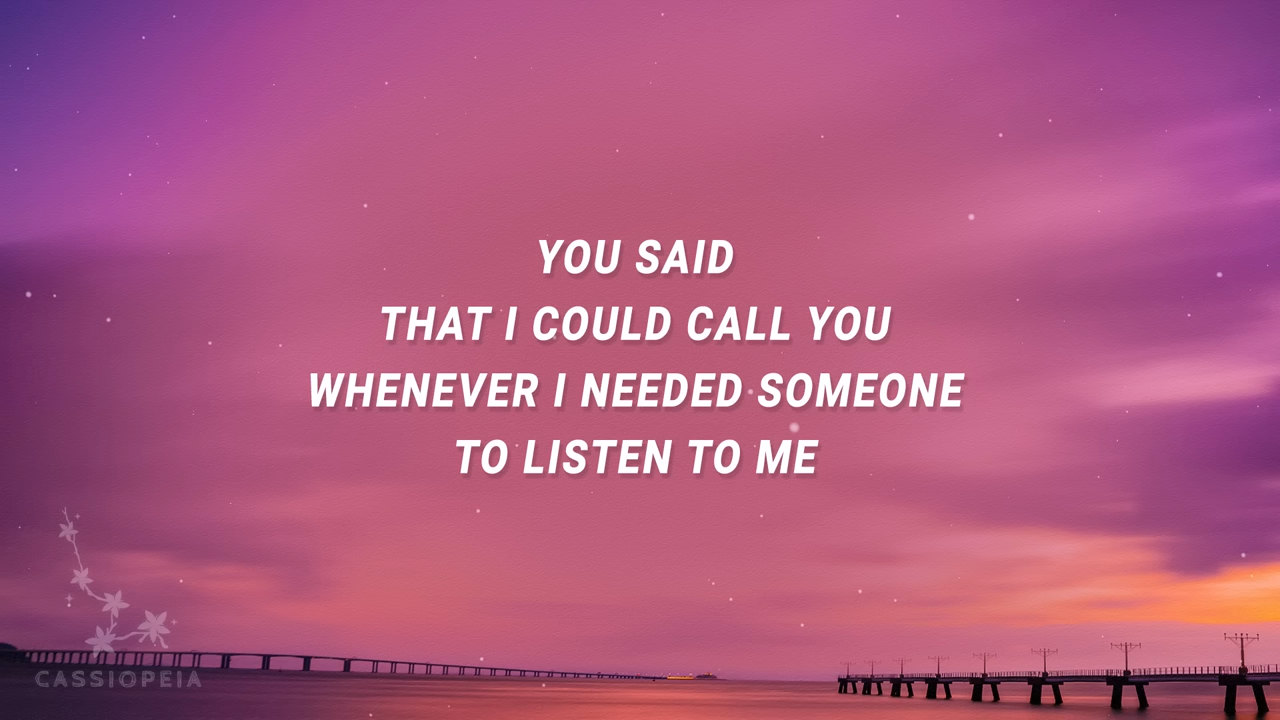 YOU SAID
THAT I COULD CALL YOU
WHENEVER I NEEDED SOMEONE
TO LISTEN TO ME
CASSIOPEIA